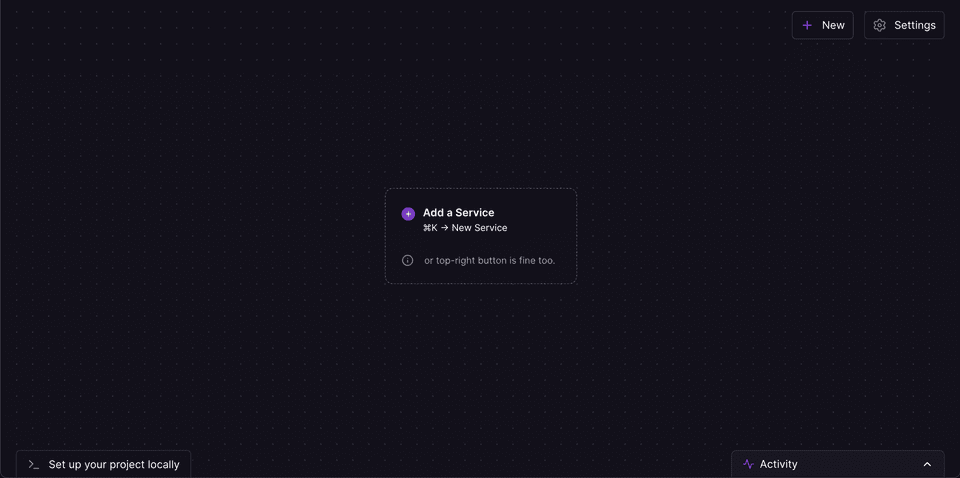 New
Settings
Add a Service
⌘K → New Service
or top-right button is fine too.
Set up your project locally
Activity